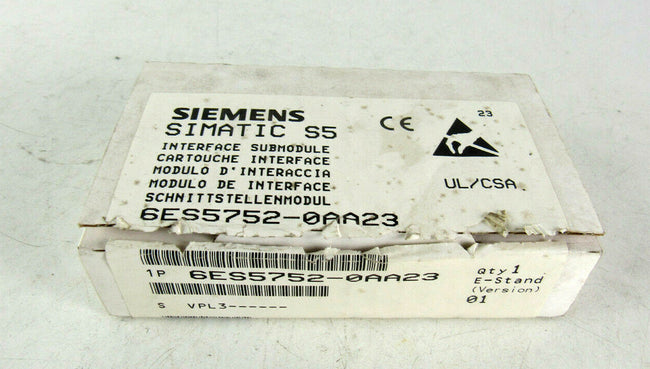 SIEMENS
SIMATIC S5
INTERFACE SUBMODULE
CARTOUCHE INTERFACE
MODULO D'INTERACCIA
MODULO DE INTERFACE
SCHNITTSTELLENMODUL
6ES5752-0AA23
CE
23
UL/CSA
1P 6ES5752-0AA23
S VPL3------
Qty 1
E-Stand
(Version)
01